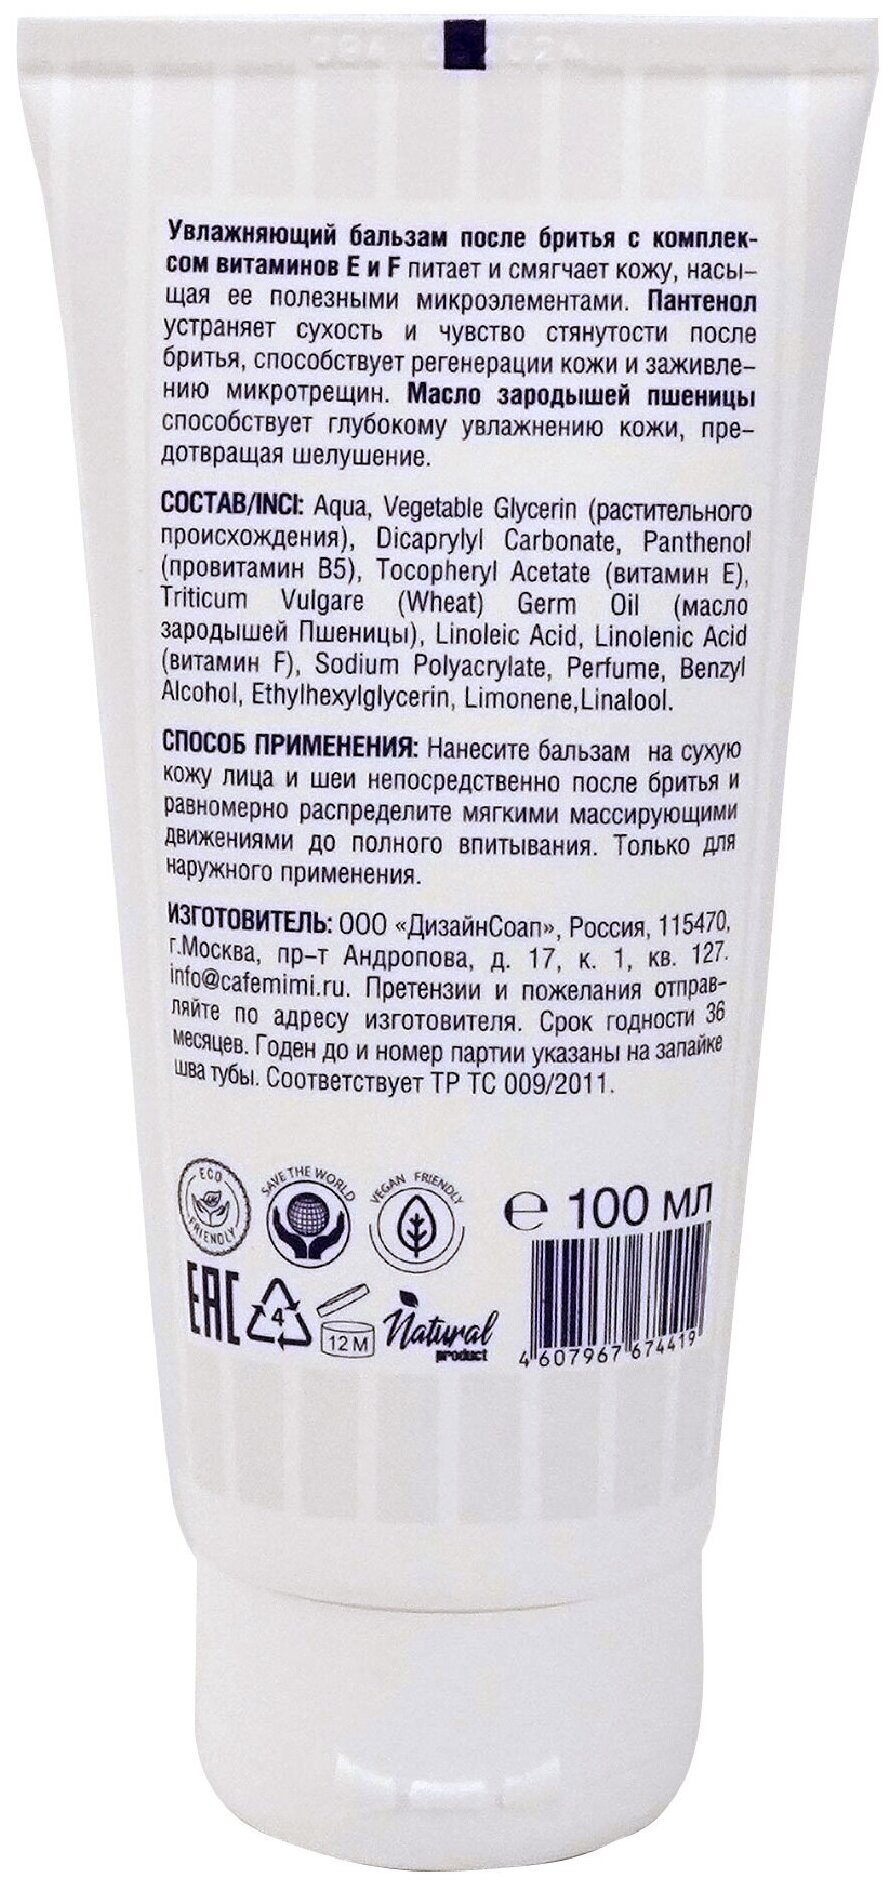 Увлажняющий бальзам после бритья с комплек-
сом витаминов E и F питает и смягчает кожу, насы-
щая ее полезными микроэлементами. Пантенол
устраняет сухость и чувство стянутости после
бритья, способствует регенерации кожи и заживле-
нию микротрещин. Масло зародышей пшеницы
способствует глубокому увлажнению кожи, пре-
дотвращая шелушение.
СОСТАВ/INCI: Aqua, Vegetable Glycerin (растительного
происхождения), Dicaprylyl Carbonate, Panthenol
(провитамин B5), Tocopheryl Acetate (витамин E),
Triticum Vulgare (Wheat) Germ Oil (масло
зародышей Пшеницы), Linoleic Acid, Linolenic Acid
(витамин F), Sodium Polyacrylate, Perfume, Benzyl
Alcohol, Ethylhexylglycerin, Limonene,Linalool.
СПОСОБ ПРИМЕНЕНИЯ: Нанесите бальзам на сухую
кожу лица и шеи непосредственно после бритья и
равномерно распределите мягкими массирующими
движениями до полного впитывания. Только для
наружного применения.
ИЗГОТОВИТЕЛЬ: ООО «ДизайнСоап», Россия, 115470,
г.Москва, пр-т Андропова, д. 17, к. 1, кв. 127.
info@cafemimi.ru. Претензии и пожелания отправ-
ляйте по адресу изготовителя. Срок годности 36
месяцев. Годен до и номер партии указаны на запайке
шва тубы. Соответствует ТР ТС 009/2011.
ECO FRIENDLY
SAVE THE WORLD
VEGAN FRIENDLY
℮ 100 МЛ
EAC
4
12 M
Natural
product
4 607967 674419